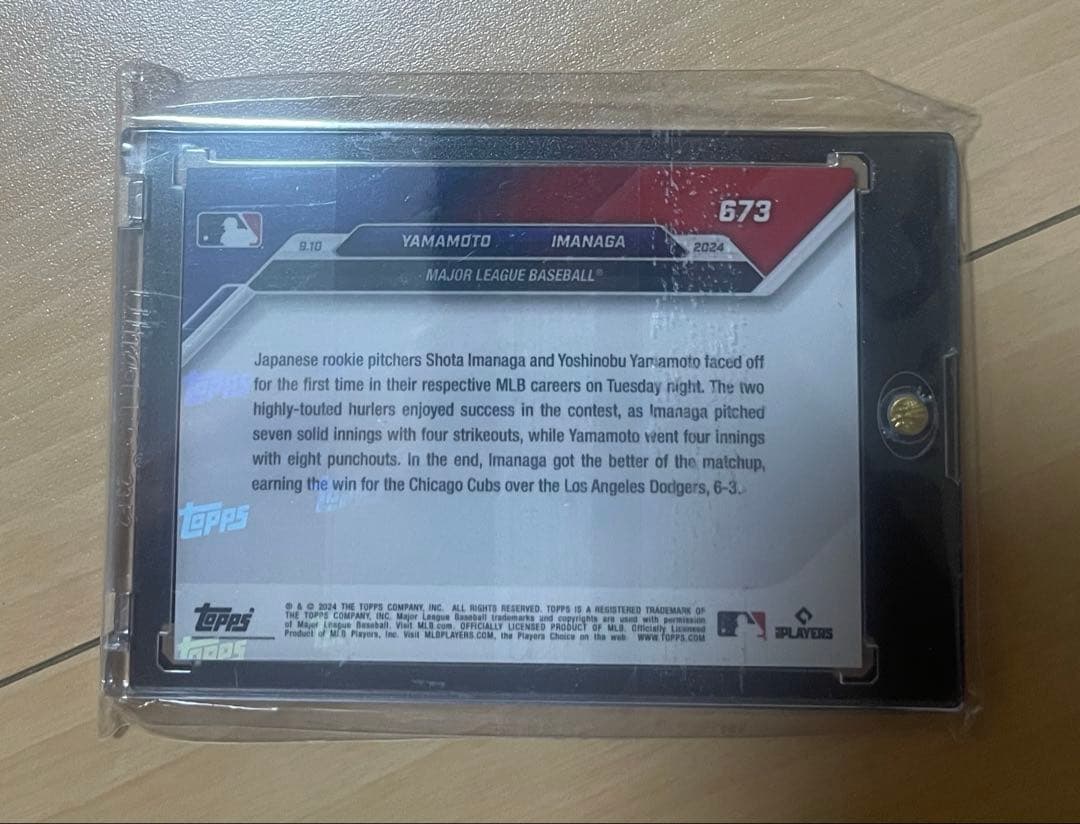 673
9.10 YAMAMOTO IMANAGA 2024
MAJOR LEAGUE BASEBALL®
Japanese rookie pitchers Shota Imanaga and Yoshinobu Yamamoto faced off
for the first time in their respective MLB careers on Tuesday night. The two
highly-touted hurlers enjoyed success in the contest, as Imanaga pitched
seven solid innings with four strikeouts, while Yamamoto went four innings
with eight punchouts. In the end, Imanaga got the better of the matchup,
earning the win for the Chicago Cubs over the Los Angeles Dodgers, 6-3.
Topps
Topps
Topps
Topps
® & © 2024 THE TOPPS COMPANY, INC. ALL RIGHTS RESERVED. TOPPS IS A REGISTERED TRADEMARK OF
THE TOPPS COMPANY, INC. Major League Baseball trademarks and copyrights are used with permission
of Major League Baseball. Visit MLB.com. OFFICIALLY LICENSED PRODUCT OF MLB. Officially Licensed
Product of MLB Players, Inc. Visit MLBPLAYERS.COM, the Players Choice on the web. WWW.TOPPS.COM
PLAYERS